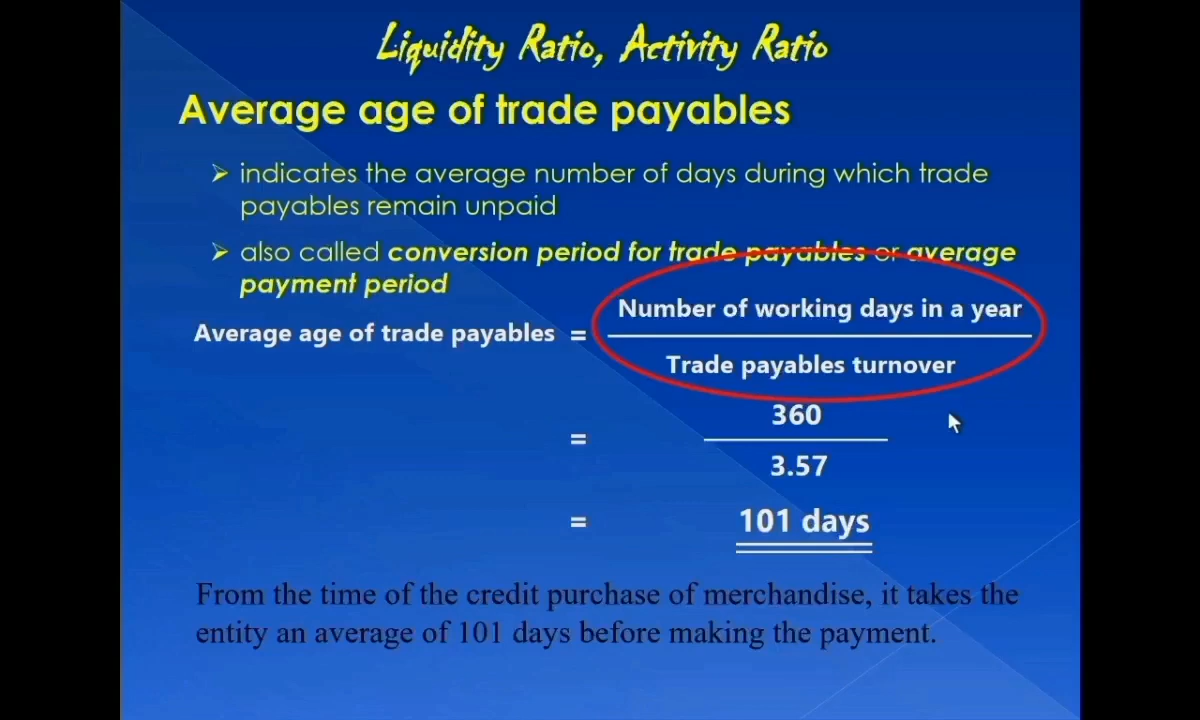 Liquidity Ratio, Activity Ratio
Average age of trade payables
indicates the average number of days during which trade
payables remain unpaid
also called conversion period for trade payables or average
payment period
Number of working days in a year
Average age of trade payables =
Trade payables turnover
360
=
3.57
= 101 days
From the time of the credit purchase of merchandise, it takes the
entity an average of 101 days before making the payment.